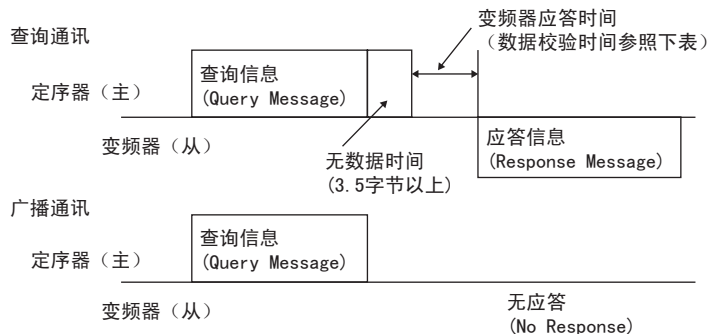 查询通讯
变频器应答时间
（数据校验时间参照下表）
定序器（主）
查询信息
(Query Message)
变频器（从）
无数据时间
(3.5字节以上)
应答信息
(Response Message)
广播通讯
定序器（主）
查询信息
(Query Message)
变频器（从）
无应答
(No Response)